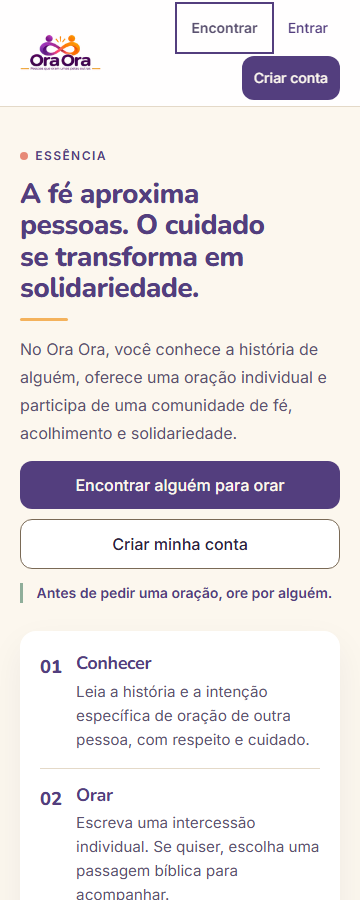 Encontrar
Entrar
Ora Ora
Criar conta
ESSÊNCIA
A fé aproxima
pessoas. O cuidado
se transforma em
solidariedade.
No Ora Ora, você conhece a história de
alguém, oferece uma oração individual e
participa de uma comunidade de fé,
acolhimento e solidariedade.
Encontrar alguém para orar
Criar minha conta
Antes de pedir uma oração, ore por alguém.
01 Conhecer
Leia a história e a intenção
específica de oração de outra
pessoa, com respeito e cuidado.
02 Orar
Escreva uma intercessão
individual. Se quiser, escolha uma
passagem bíblica para
acompanhar.